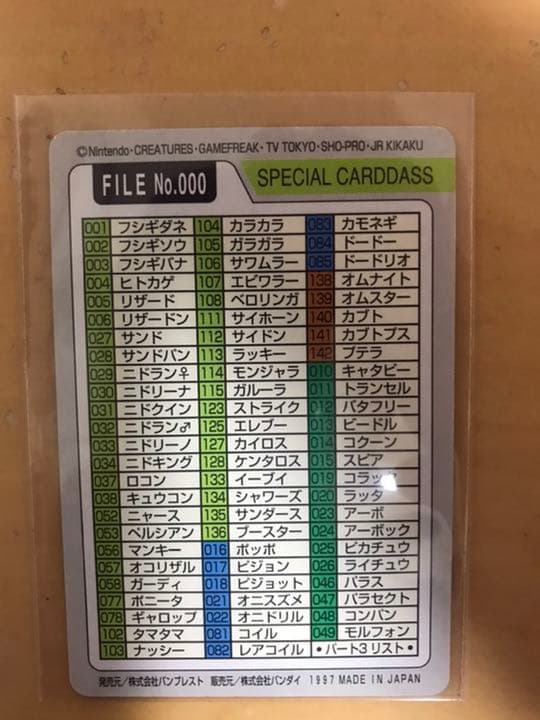 ©Nintendo・CREATURES・GAMEFREAK・TV TOKYO・SHO-PRO・JR KIKAKU
FILE No.000 SPECIAL CARDDASS
001 フシギダネ 104 カラカラ 083 カモネギ
002 フシギソウ 105 ガラガラ 084 ドードー
003 フシギバナ 106 サワムラー 085 ドードリオ
004 ヒトカゲ 107 エビワラー 138 オムナイト
005 リザード 108 ベロリンガ 139 オムスター
006 リザードン 111 サイホーン 140 カブト
027 サンド 112 サイドン 141 カブトプス
028 サンドパン 113 ラッキー 142 プテラ
029 ニドラン♀ 114 モンジャラ 010 キャタピー
030 ニドリーナ 115 ガルーラ 011 トランセル
031 ニドクイン 123 ストライク 012 バタフリー
032 ニドラン♂ 125 エレブー 013 ビードル
033 ニドリーノ 127 カイロス 014 コクーン
034 ニドキング 128 ケンタロス 015 スピア
037 ロコン 133 イーブイ 019 コラッタ
038 キュウコン 134 シャワーズ 020 ラッタ
052 ニャース 135 サンダース 023 アーボ
053 ペルシアン 136 ブースター 024 アーボック
056 マンキー 016 ポッポ 025 ピカチュウ
057 オコリザル 017 ピジョン 026 ライチュウ
058 ガーディ 018 ピジョット 046 パラス
077 ポニータ 021 オニスズメ 047 パラセクト
078 ギャロップ 022 オニドリル 048 コンパン
102 タマタマ 081 コイル 049 モルフォン
103 ナッシー 082 レアコイル •パート3 リスト•
発売元/株式会社バンプレスト 販売元/株式会社バンダイ 1997 MADE IN JAPAN